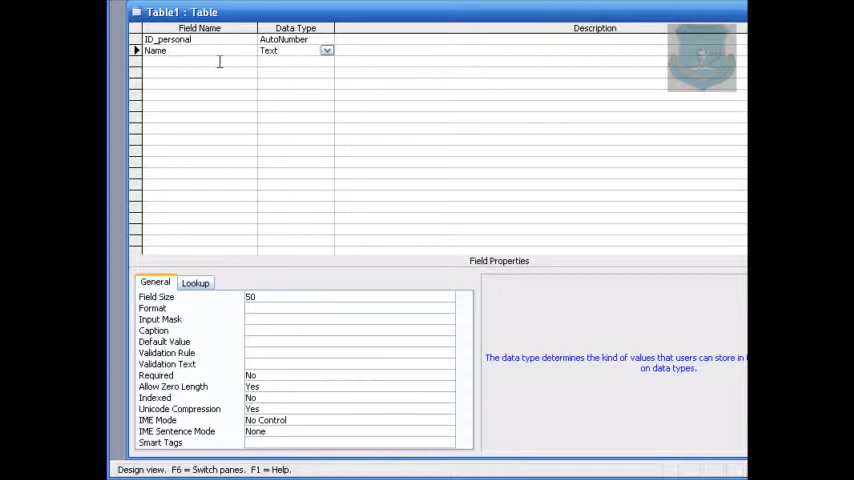 Table1 : Table
Field Name Data Type Description
ID_personal AutoNumber
Name Text
Field Properties
General Lookup
Field Size 50
Format
Input Mask
Caption
Default Value
Validation Rule
Validation Text
Required No
Allow Zero Length Yes
Indexed No
Unicode Compression Yes
IME Mode No Control
IME Sentence Mode None
Smart Tags
The data type determines the kind of values that users can store in
on data types.
Design view. F6 = Switch panes. F1 = Help.